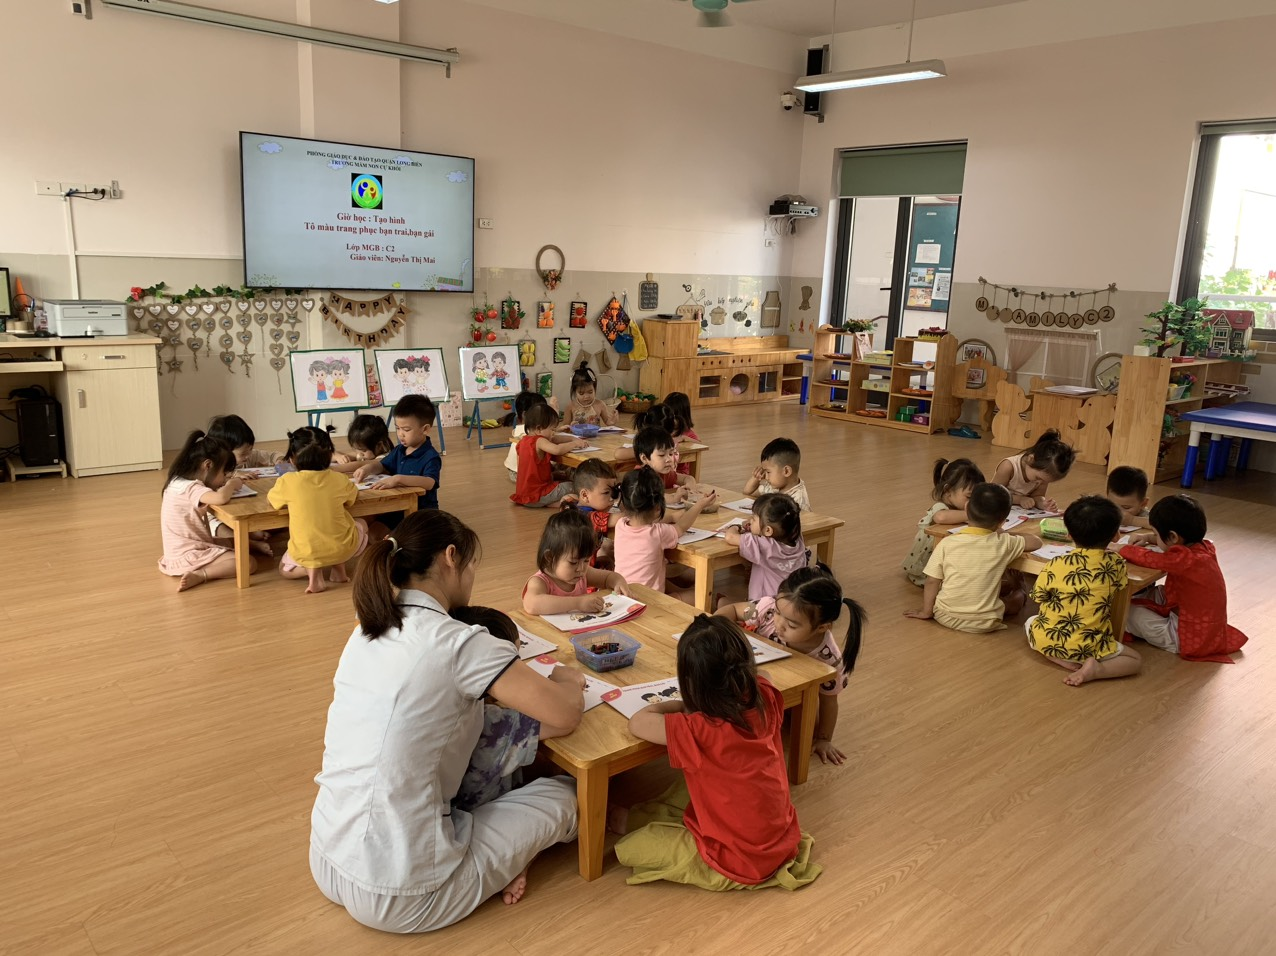 PHÒNG GIÁO DỤC & ĐÀO TẠO QUẬN LONG BIÊN
TRƯỜNG MẦM NON CỰ KHỐI
Giờ học : Tạo hình
Tô màu trang phục bạn trai,bạn gái
Lớp MGB : C2
Giáo viên: Nguyễn Thị Mai
HAPPY
BIRTHDAY
FAMILY C2